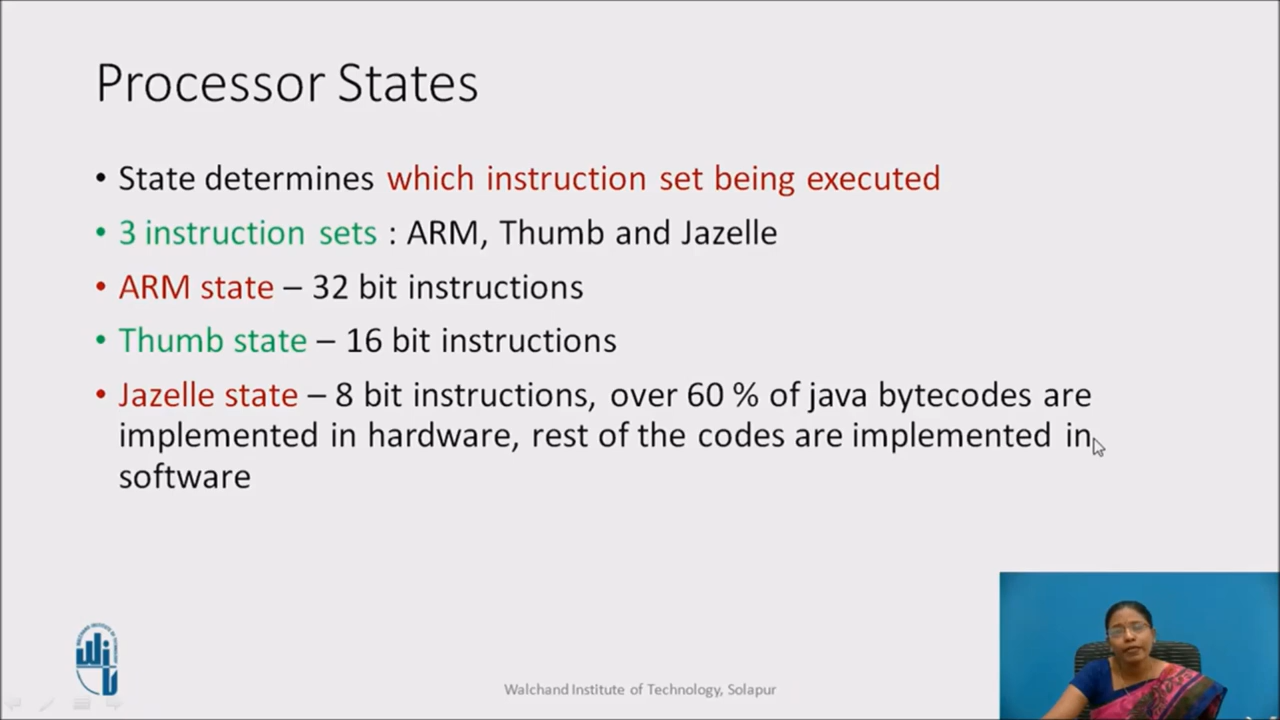 Processor States
• State determines which instruction set being executed
• 3 instruction sets : ARM, Thumb and Jazelle
• ARM state – 32 bit instructions
• Thumb state – 16 bit instructions
• Jazelle state – 8 bit instructions, over 60 % of java bytecodes are
implemented in hardware, rest of the codes are implemented in
software
Walchand Institute of Technology, Solapur